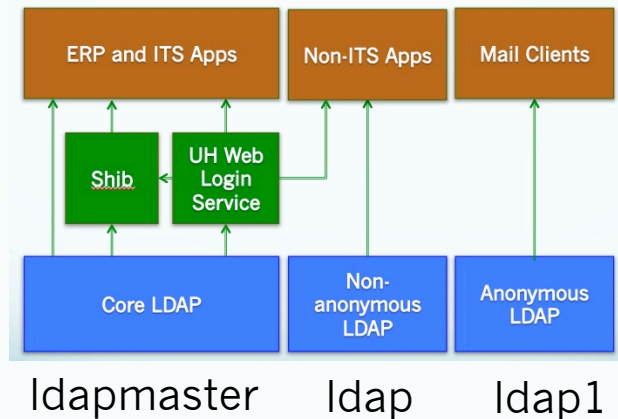 ERP and ITS Apps
Non-ITS Apps
Mail Clients
Shib
UH Web
Login
Service
Core LDAP
Non-
anonymous
LDAP
Anonymous
LDAP
ldapmaster
ldap
ldap1